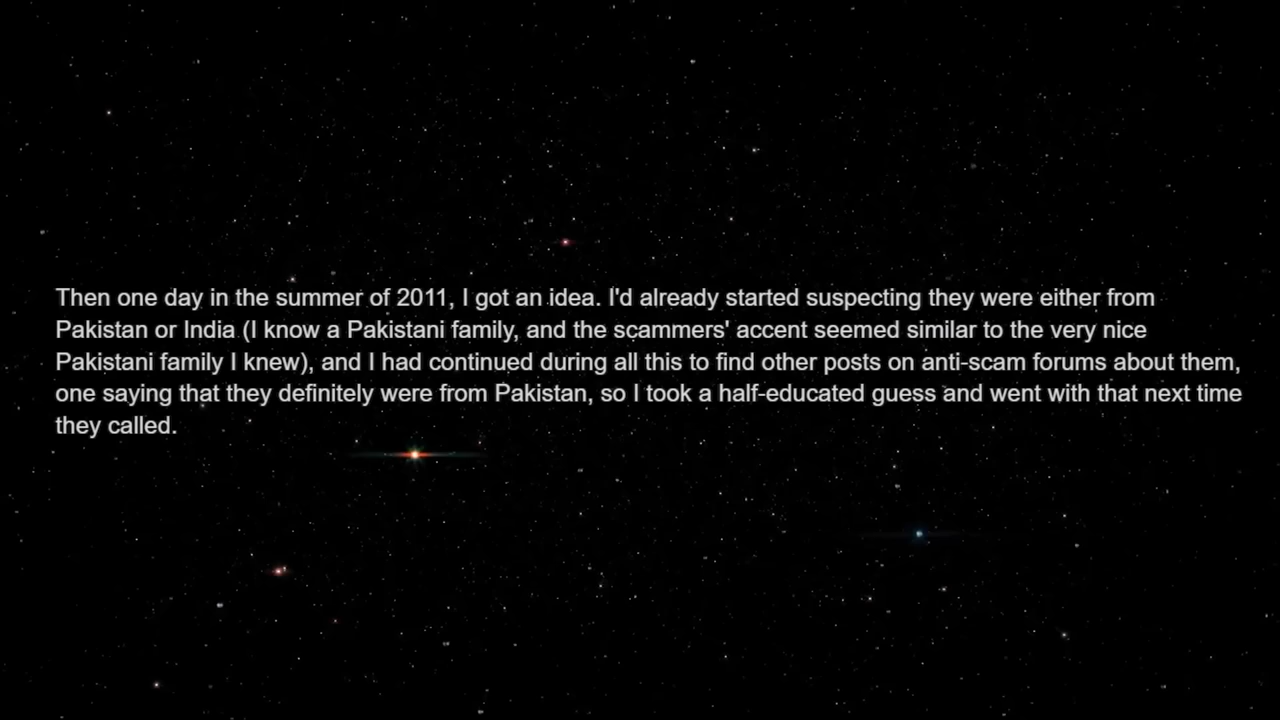 Then one day in the summer of 2011, I got an idea. I'd already started suspecting they were either from
Pakistan or India (I know a Pakistani family, and the scammers' accent seemed similar to the very nice
Pakistani family I knew), and I had continued during all this to find other posts on anti-scam forums about them,
one saying that they definitely were from Pakistan, so I took a half-educated guess and went with that next time
they called.